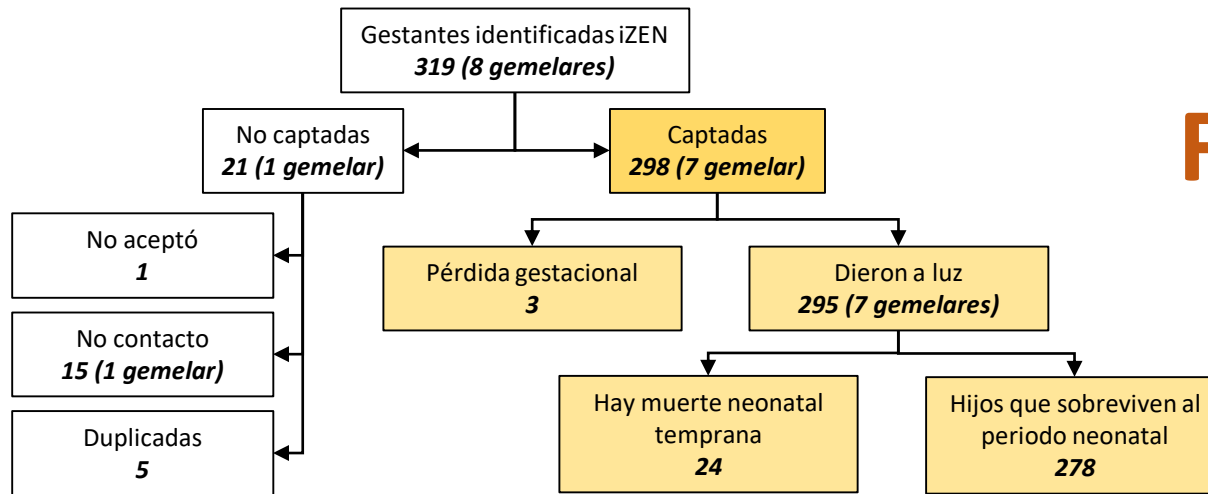 Gestantes identificadas iZEN
319 (8 gemelares)
No captadas
21 (1 gemelar)
Captadas
298 (7 gemelar)
No aceptó
1
Pérdida gestacional
3
Dieron a luz
295 (7 gemelares)
No contacto
15 (1 gemelar)
Hay muerte neonatal
temprana
24
Hijos que sobreviven al
periodo neonatal
278
Duplicadas
5